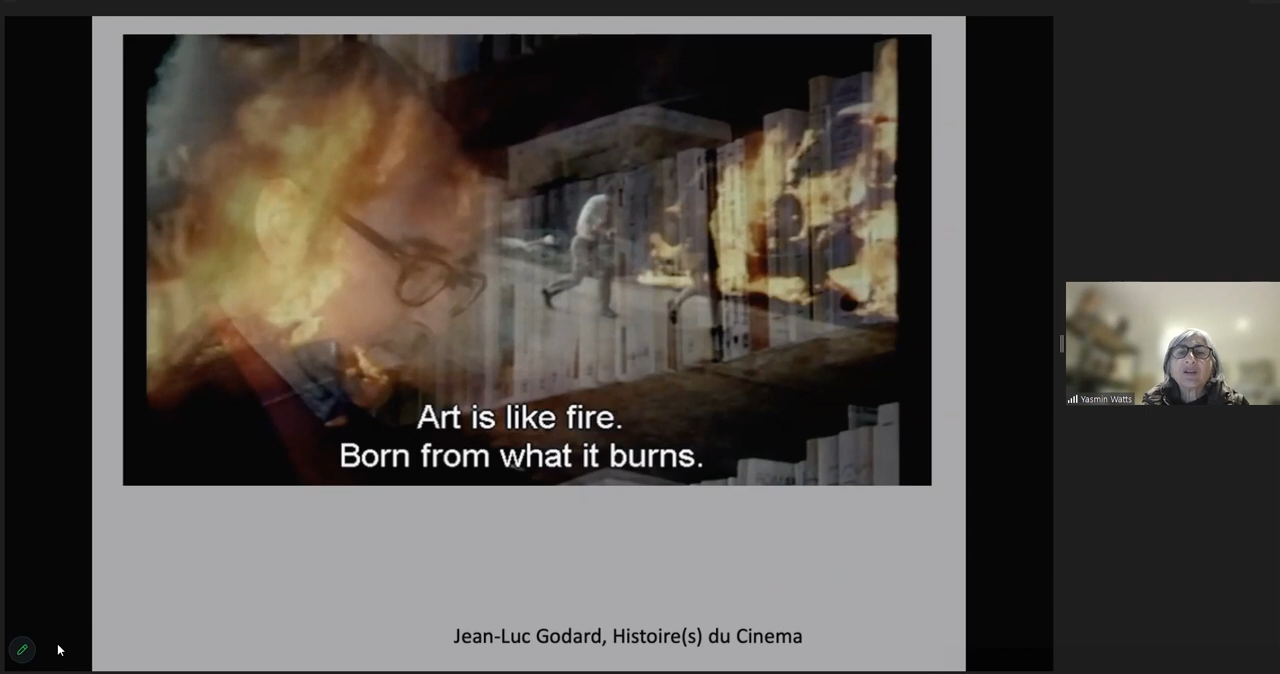 Art is like fire.
Born from what it burns.
Jean-Luc Godard, Histoire(s) du Cinema
Yasmin Watts